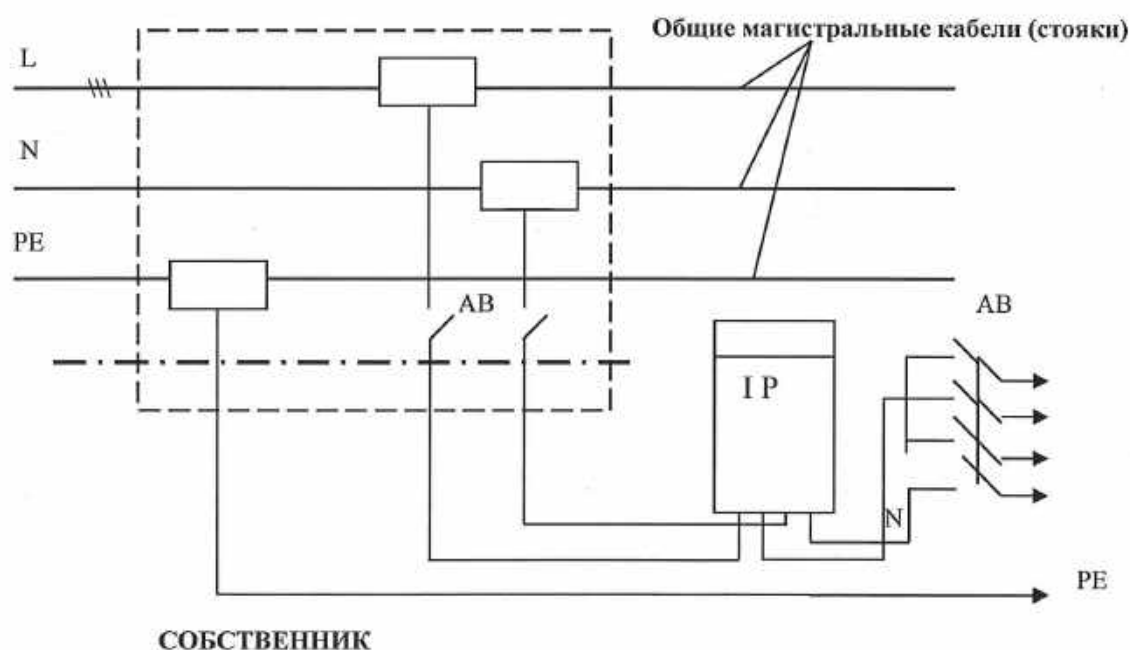 Общие магистральные кабели (стояки)
L
N
PE
АВ
АВ
I P
N
PE
СОБСТВЕННИК